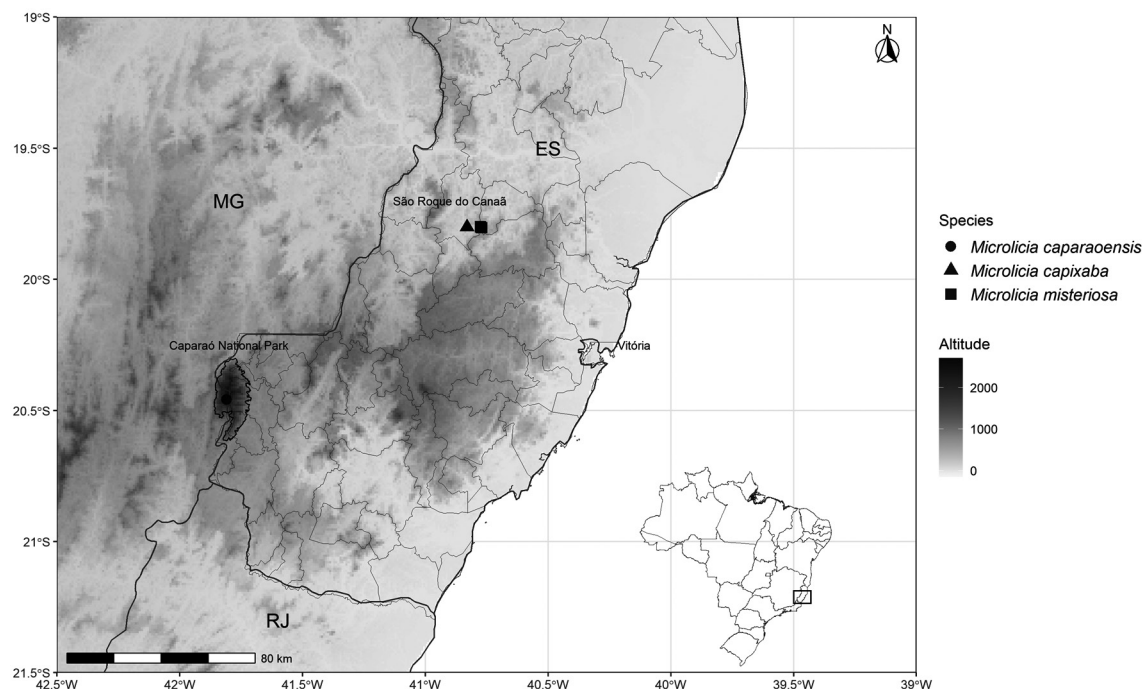 19°S
N
19.5°S
ES
MG
São Roque do Canaã
Species
Microlicia caparaoensis
Microlicia capixaba
Microlicia misteriosa
20°S
Caparaó National Park
Vitória
Altitude
2000
1000
0
20.5°S
21°S
RJ
80 km
21.5°S
42.5°W
42°W
41.5°W
41°W
40.5°W
40°W
39.5°W
39°W